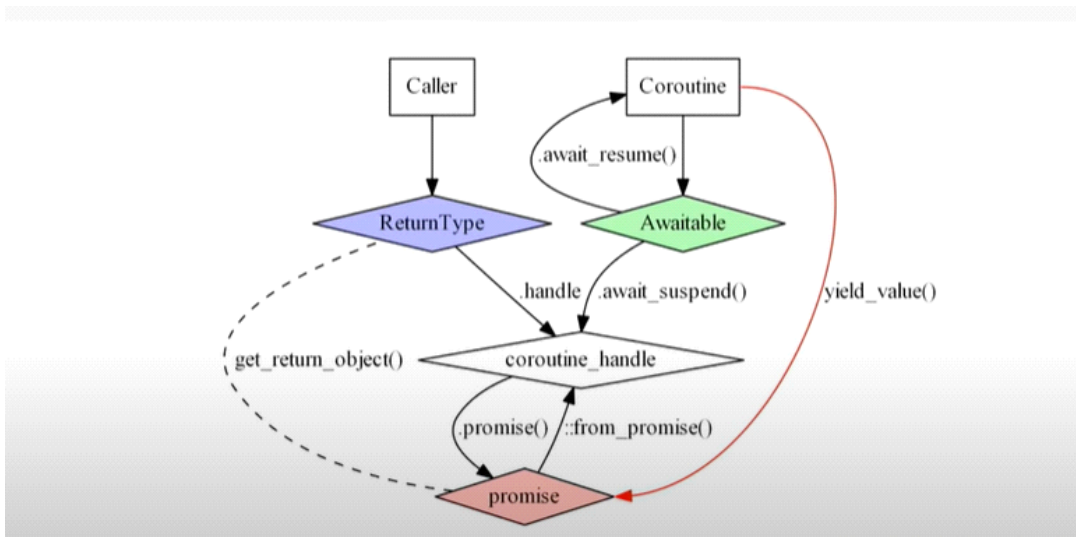 Caller
Coroutine
.await_resume()
ReturnType
Awaitable
.handle
.await_suspend()
yield_value()
get_return_object()
coroutine_handle
.promise()
::from_promise()
promise